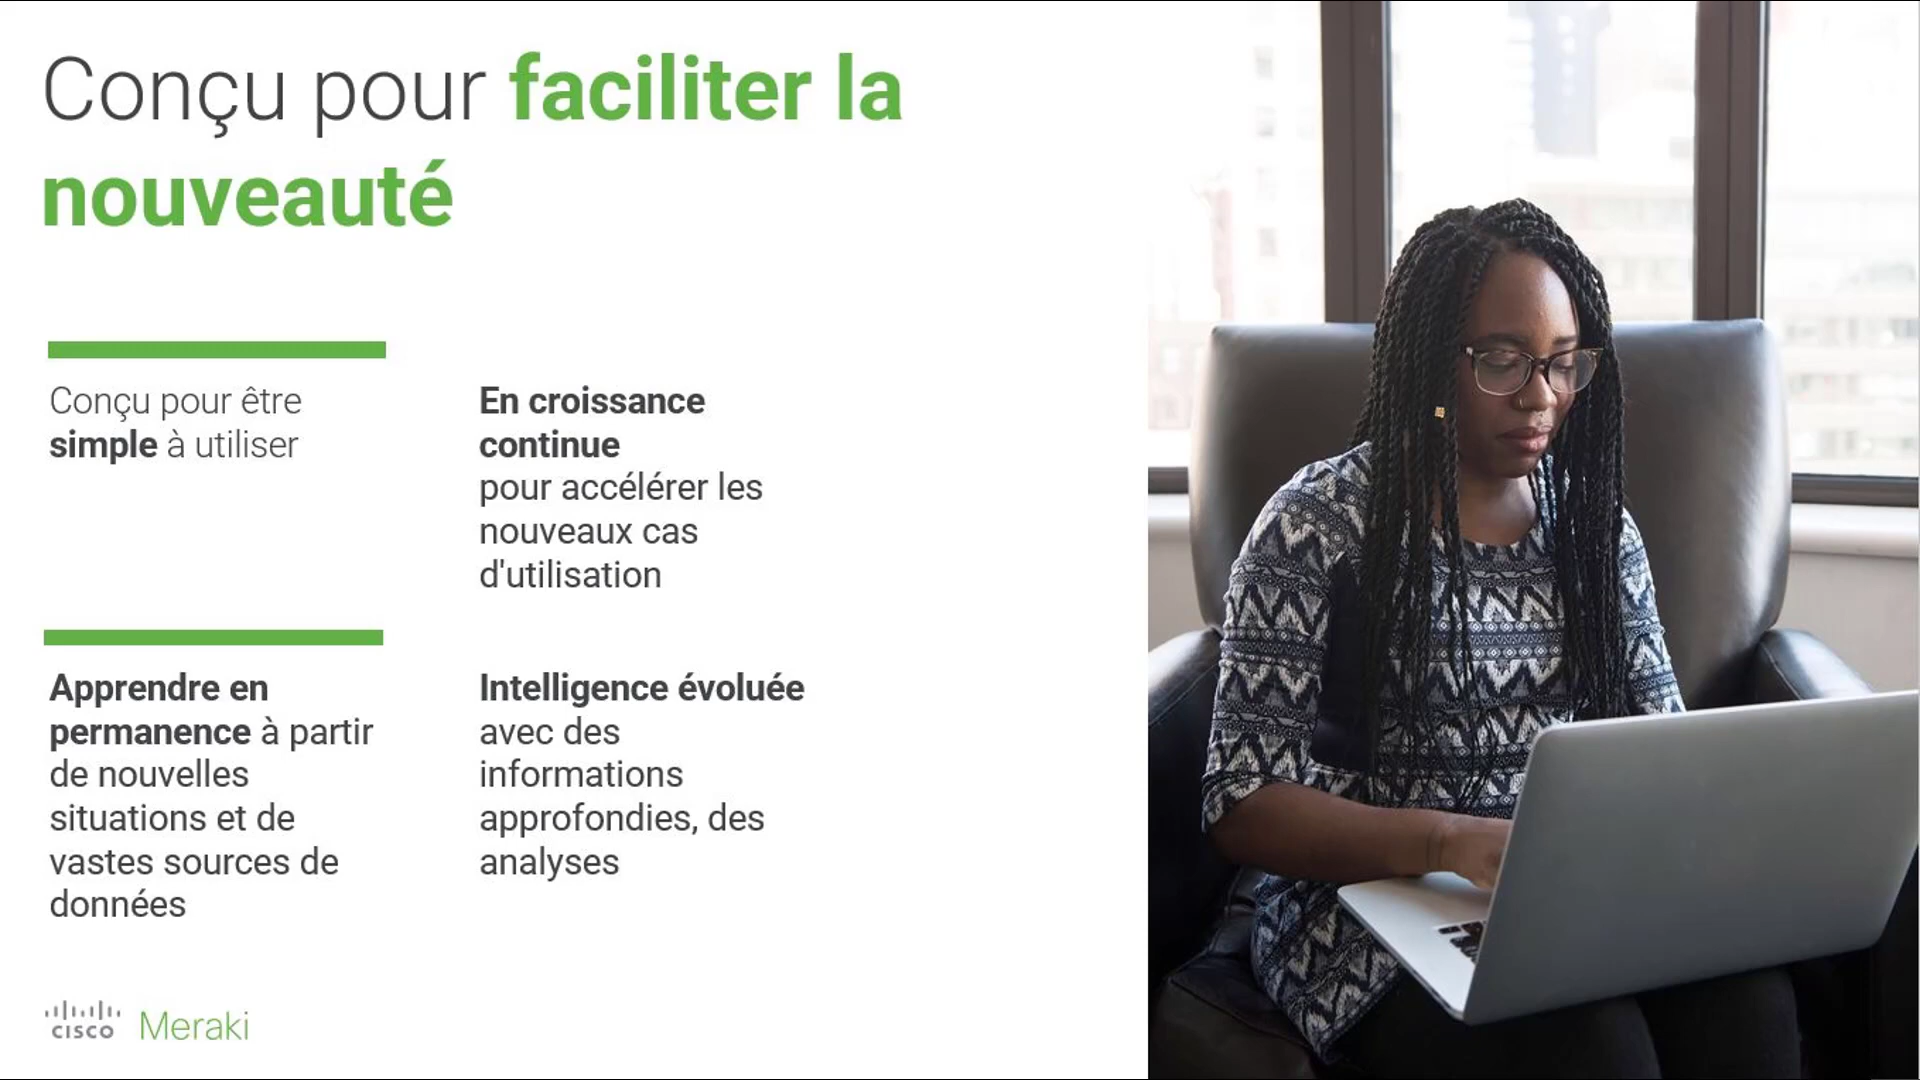 Conçu pour faciliter la
nouveauté
Conçu pour être
simple à utiliser
En croissance
continue
pour accélérer les
nouveaux cas
d'utilisation
Apprendre en
permanence à partir
de nouvelles
situations et de
vastes sources de
données
Intelligence évoluée
avec des
informations
approfondies, des
analyses
CISCO Meraki